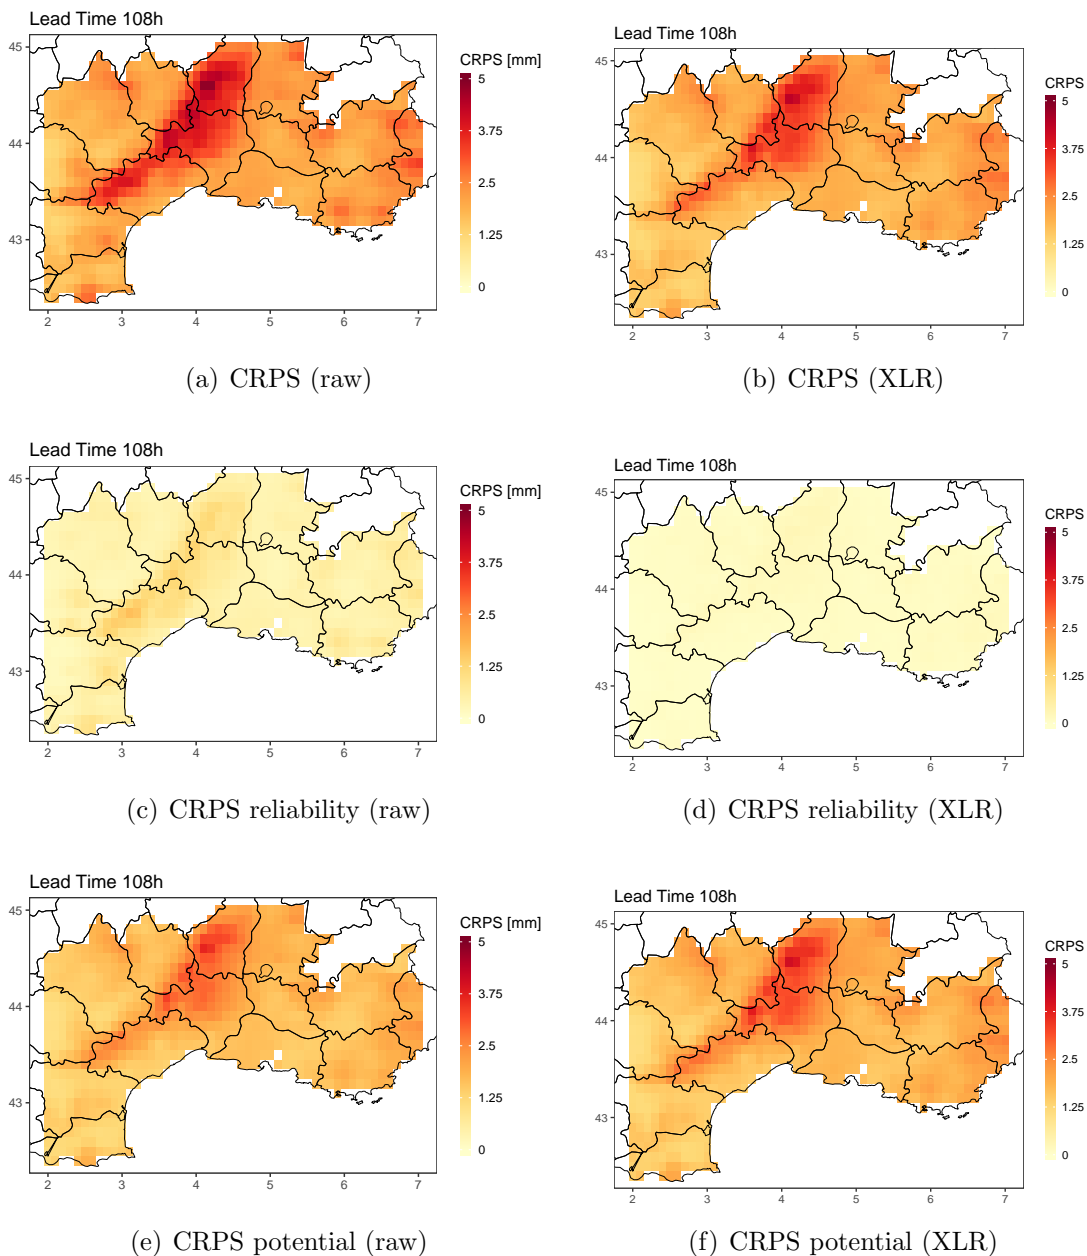 Lead Time 108h
45
44
43
2 3 4 5 6 7
CRPS [mm]
5
3.75
2.5
1.25
0
(a) CRPS (raw)
Lead Time 108h
45
44
43
2 3 4 5 6 7
CRPS
5
3.75
2.5
1.25
0
(b) CRPS (XLR)
Lead Time 108h
45
44
43
2 3 4 5 6 7
CRPS [mm]
5
3.75
2.5
1.25
0
(c) CRPS reliability (raw)
Lead Time 108h
45
44
43
2 3 4 5 6 7
CRPS
5
3.75
2.5
1.25
0
(d) CRPS reliability (XLR)
Lead Time 108h
45
44
43
2 3 4 5 6 7
CRPS [mm]
5
3.75
2.5
1.25
0
(e) CRPS potential (raw)
Lead Time 108h
45
44
43
2 3 4 5 6 7
CRPS
5
3.75
2.5
1.25
0
(f) CRPS potential (XLR)